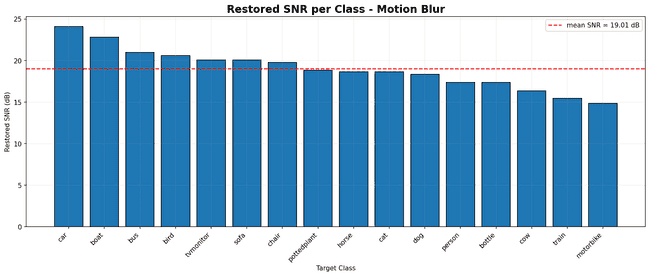 Restored SNR per Class - Motion Blur
mean SNR = 19.01 dB
Restored SNR (dB)
25
20
15
10
5
0
car
boat
bus
bird
tvmonitor
sofa
chair
pottedplant
horse
cat
dog
person
bottle
cow
train
motorbike
Target Class